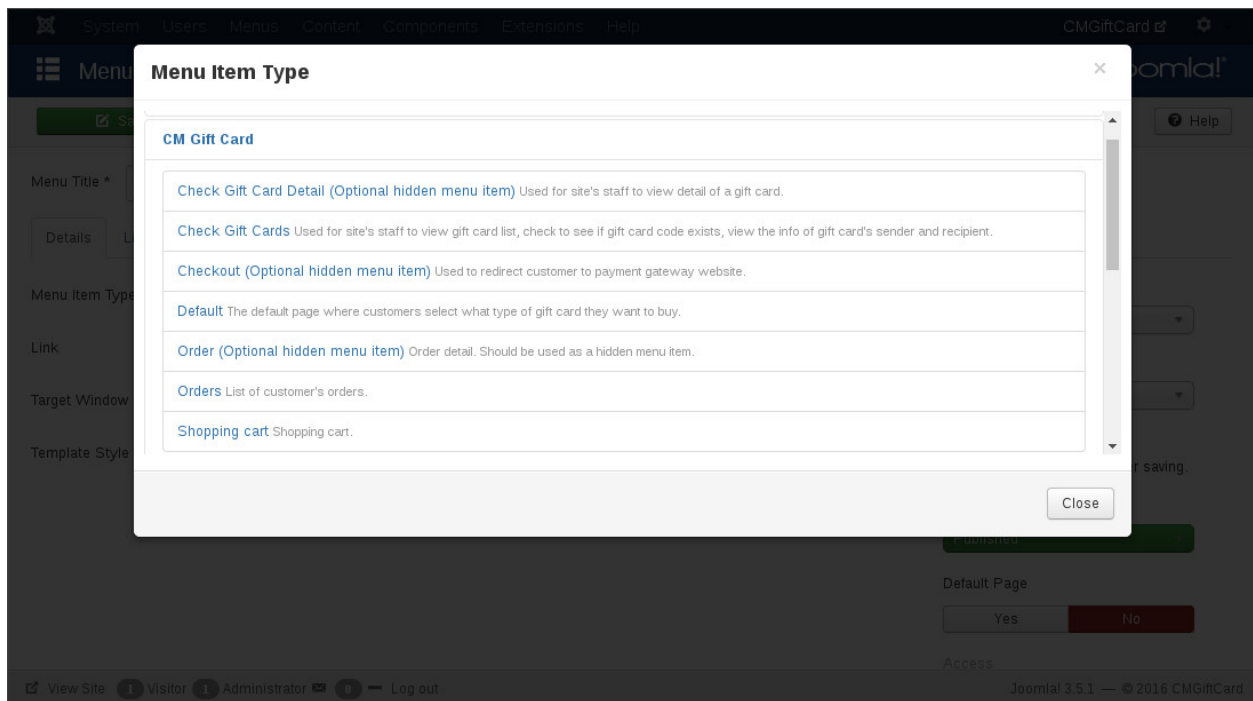 System Users Menus Content Components Extensions Help CMGiftCard
Menu
Menu Item Type
×
oomla!
Sa
Help
CM Gift Card
Menu Title *
Check Gift Card Detail (Optional hidden menu item) Used for site's staff to view detail of a gift card.
Details
Check Gift Cards Used for site's staff to view gift card list, check to see if gift card code exists, view the info of gift card's sender and recipient.
Checkout (Optional hidden menu item) Used to redirect customer to payment gateway website.
Menu Item Type
Default The default page where customers select what type of gift card they want to buy.
Link
Order (Optional hidden menu item) Order detail. Should be used as a hidden menu item.
Orders List of customer's orders.
Target Window
Shopping cart Shopping cart.
Template Style
r saving.
Close
Published
Default Page
Yes No
Access
View Site 1 Visitor 1 Administrator 0 Log out Joomla! 3.5.1 — © 2016 CMGiftCard